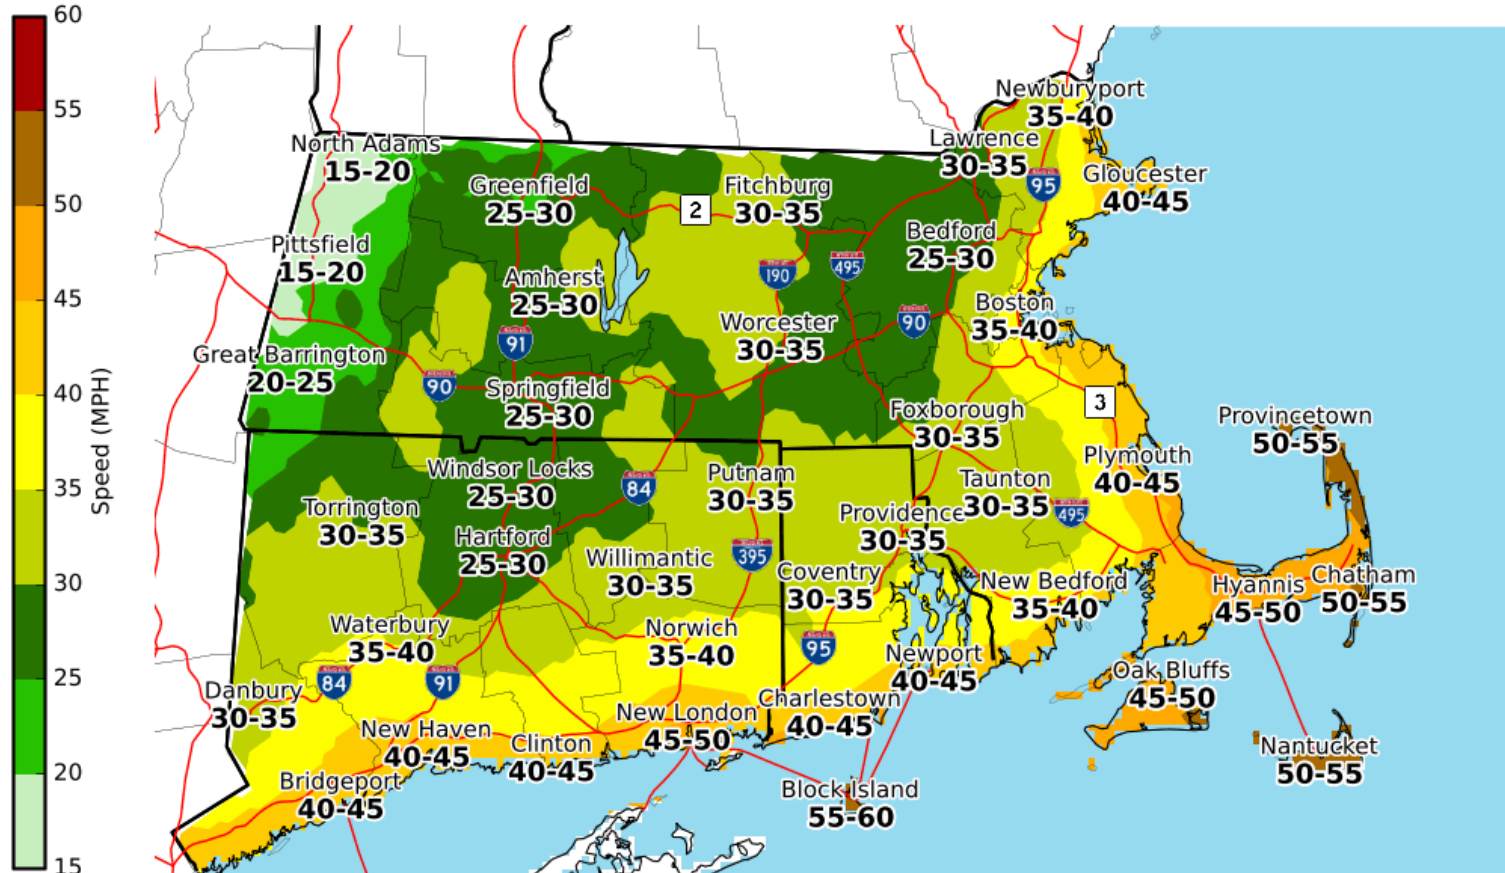 60
55
50
45
40
35
30
25
20
15
Speed (MPH)
Newburyport
35-40
Lawrence
30-35
North Adams
15-20
95
Gloucester
40-45
Greenfield
25-30
2
Fitchburg
30-35
Pittsfield
15-20
Bedford
25-30
Amherst
25-30
190
495
Boston
35-40
Worcester
30-35
90
91
Great Barrington
20-25
90
Springfield
25-30
3
Foxborough
30-35
Provincetown
50-55
Plymouth
40-45
Windsor Locks
25-30
84
Putnam
30-35
Taunton
30-35
495
Torrington
30-35
Providence
30-35
Hartford
25-30
395
Willimantic
30-35
Coventry
30-35
New Bedford
35-40
Hyannis
45-50
Chatham
50-55
Waterbury
35-40
Norwich
35-40
95
Newport
40-45
84
91
Oak Bluffs
45-50
Danbury
30-35
Charlestown
40-45
New London
45-50
New Haven
40-45
Clinton
40-45
Nantucket
50-55
Bridgeport
40-45
Block Island
55-60